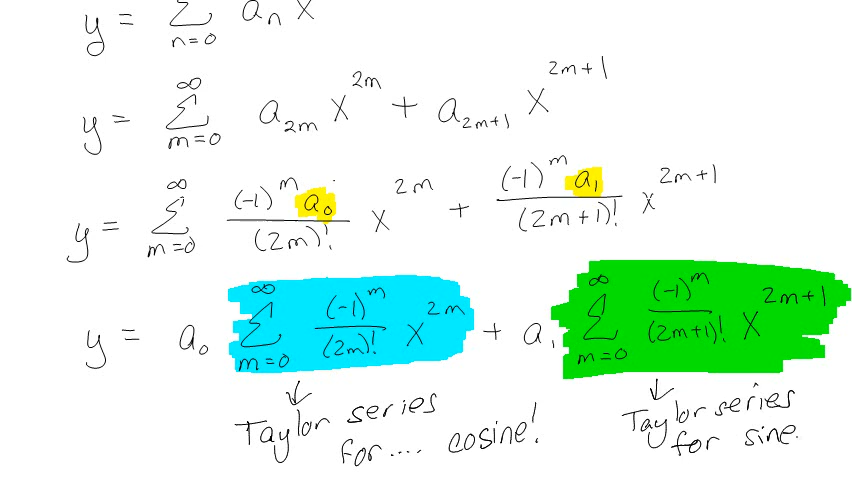 y = Σ_{n=0} a_n x
y = Σ_{m=0}^{∞} a_{2m} x^{2m} + a_{2m+1} x^{2m+1}
y = Σ_{m=0}^{∞} (-1)^m a_0 / (2m)! x^{2m} + (-1)^m a_1 / (2m+1)! x^{2m+1}
y = a_0 Σ_{m=0}^{∞} (-1)^m / (2m)! x^{2m} + a_1 Σ_{m=0}^{∞} (-1)^m / (2m+1)! x^{2m+1}
↓ ↓
Taylor series for.... cosine!
Taylor series for sine.